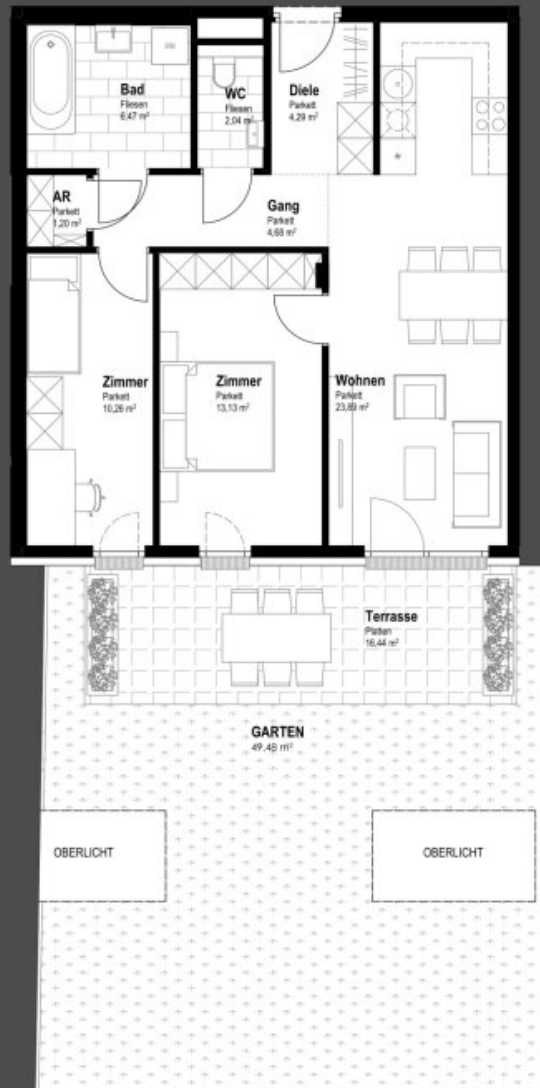 Bad
Fliesen
6,47 m²
WC
Fliesen
2,04 m²
Diele
Parkett
4,29 m²
AR
Parkett
1,20 m²
Gang
Parkett
4,68 m²
Zimmer
Parkett
10,26 m²
Zimmer
Parkett
13,13 m²
Wohnen
Parkett
23,89 m²
Terrasse
Platten
16,44 m²
GARTEN
49,48 m²
OBERLICHT
OBERLICHT